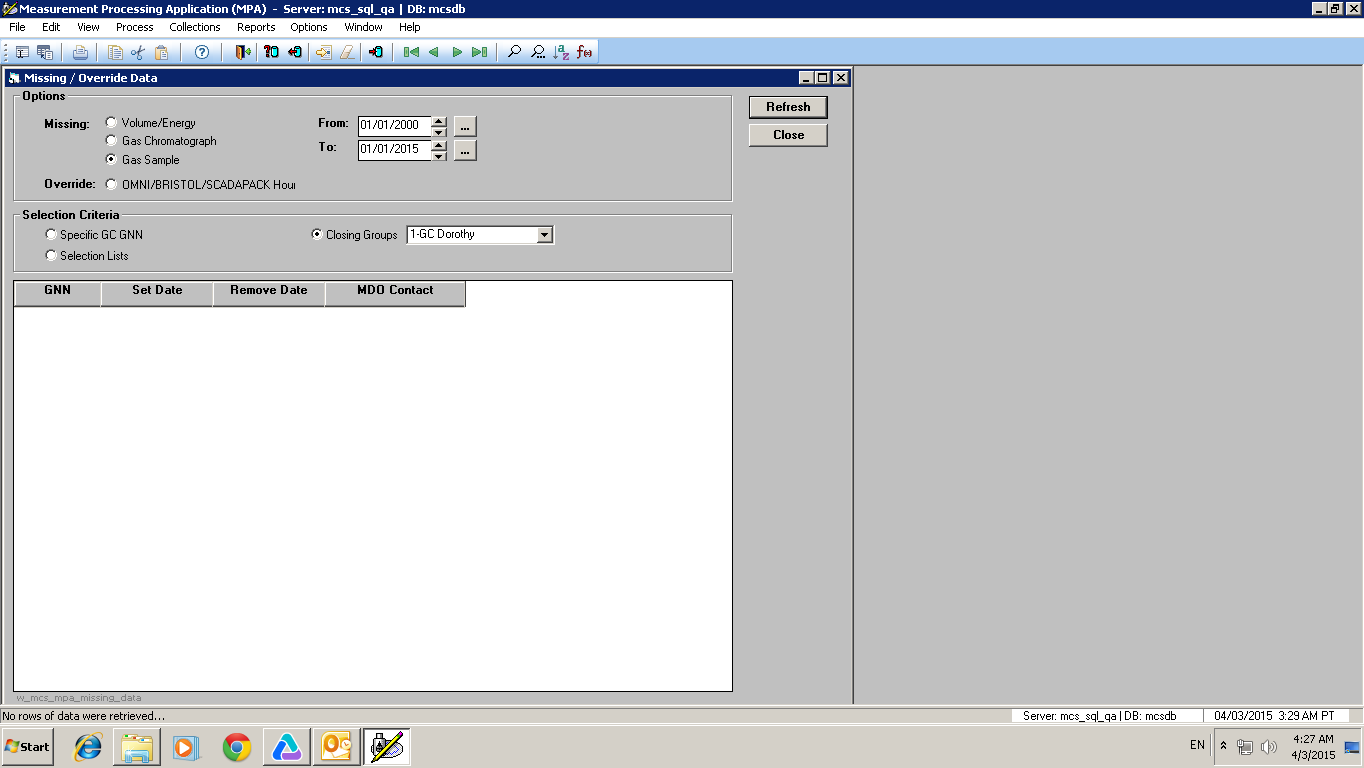 Measurement Processing Application (MPA) - Server: mcs_sql_qa | DB: mcsdb
File Edit View Process Collections Reports Options Window Help
Missing / Override Data
Options
Missing: Volume/Energy From: 01/01/2000 ... Refresh
Gas Chromatograph To: 01/01/2015 ... Close
Gas Sample
Override: OMNI/BRISTOL/SCADAPACK Hour
Selection Criteria
Specific GC GNN Closing Groups 1-GC Dorothy
Selection Lists
GNN Set Date Remove Date MDO Contact
w_mcs_mpa_missing_data
No rows of data were retrieved... Server: mcs_sql_qa | DB: mcsdb 04/03/2015 3:29 AM PT
Start EN 4:27 AM
4/3/2015